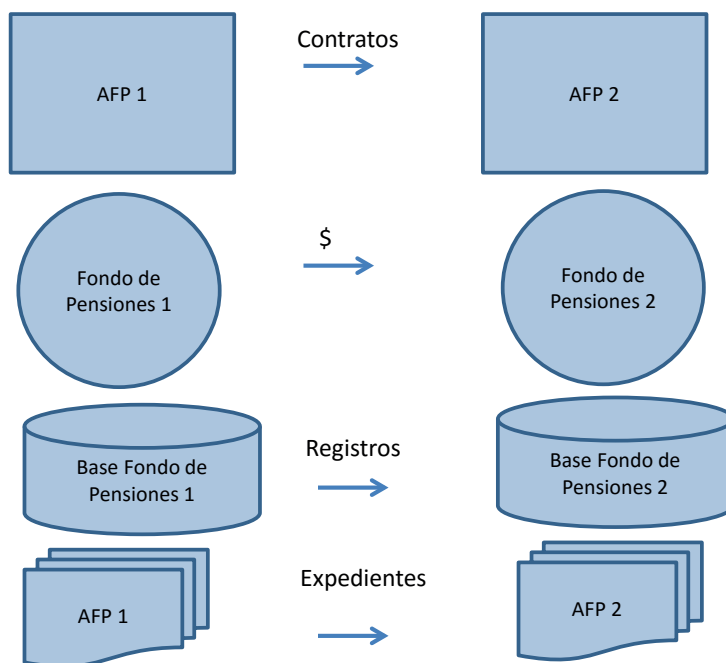 Contratos
AFP 1
AFP 2
$
Fondo de
Pensiones 1
Fondo de
Pensiones 2
Registros
Base Fondo de
Pensiones 1
Base Fondo de
Pensiones 2
Expedientes
AFP 1
AFP 2